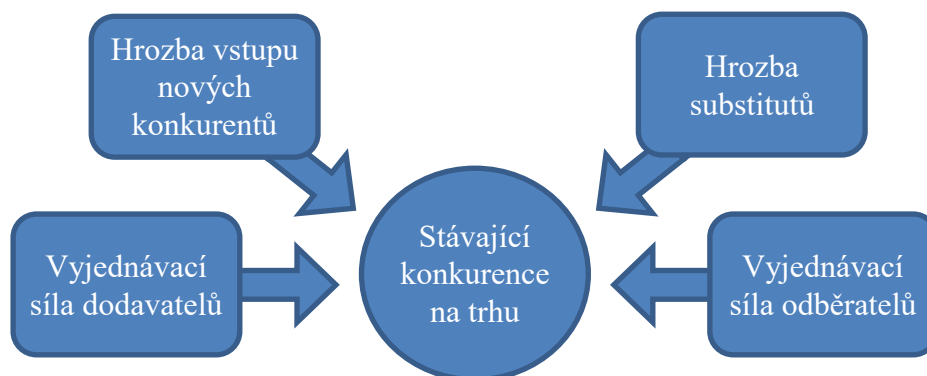 Hrozba vstupu
nových
konkurentů
Hrozba
substitutů
Vyjednávací
síla dodavatelů
Stávající
konkurence
na trhu
Vyjednávací
síla odběratelů